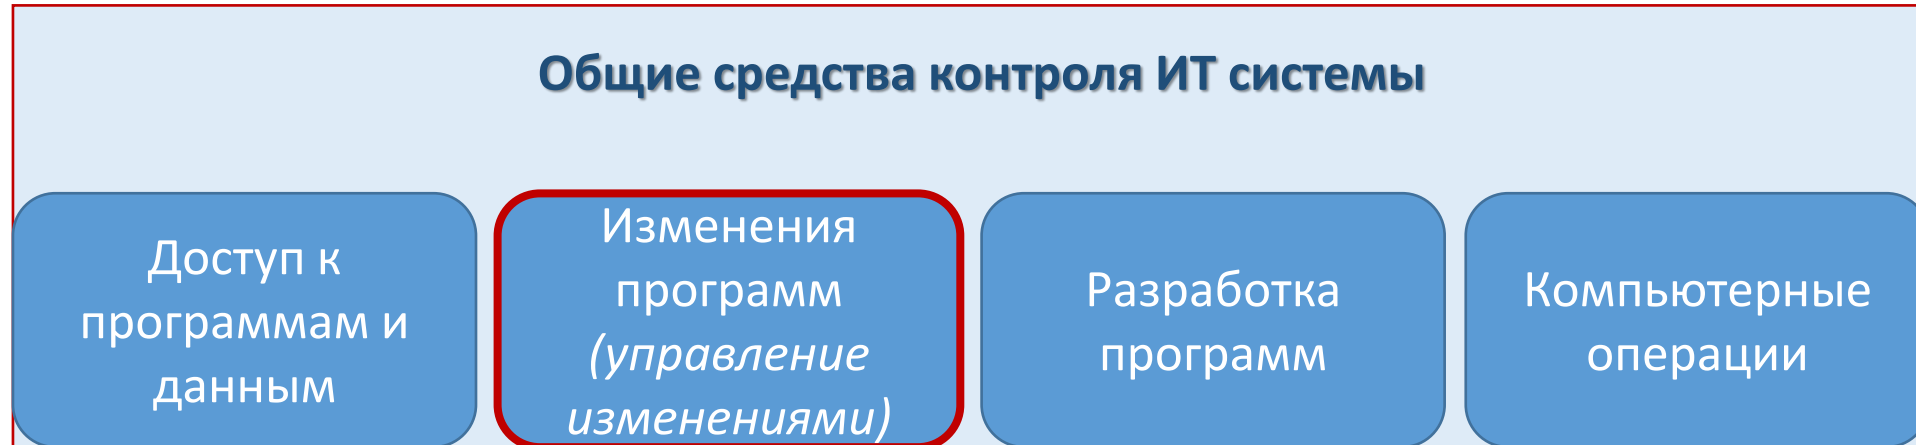 Общие средства контроля ИТ системы
Доступ к
программам и
данным
Изменения
программ
(управление
изменениями)
Разработка
программ
Компьютерные
операции